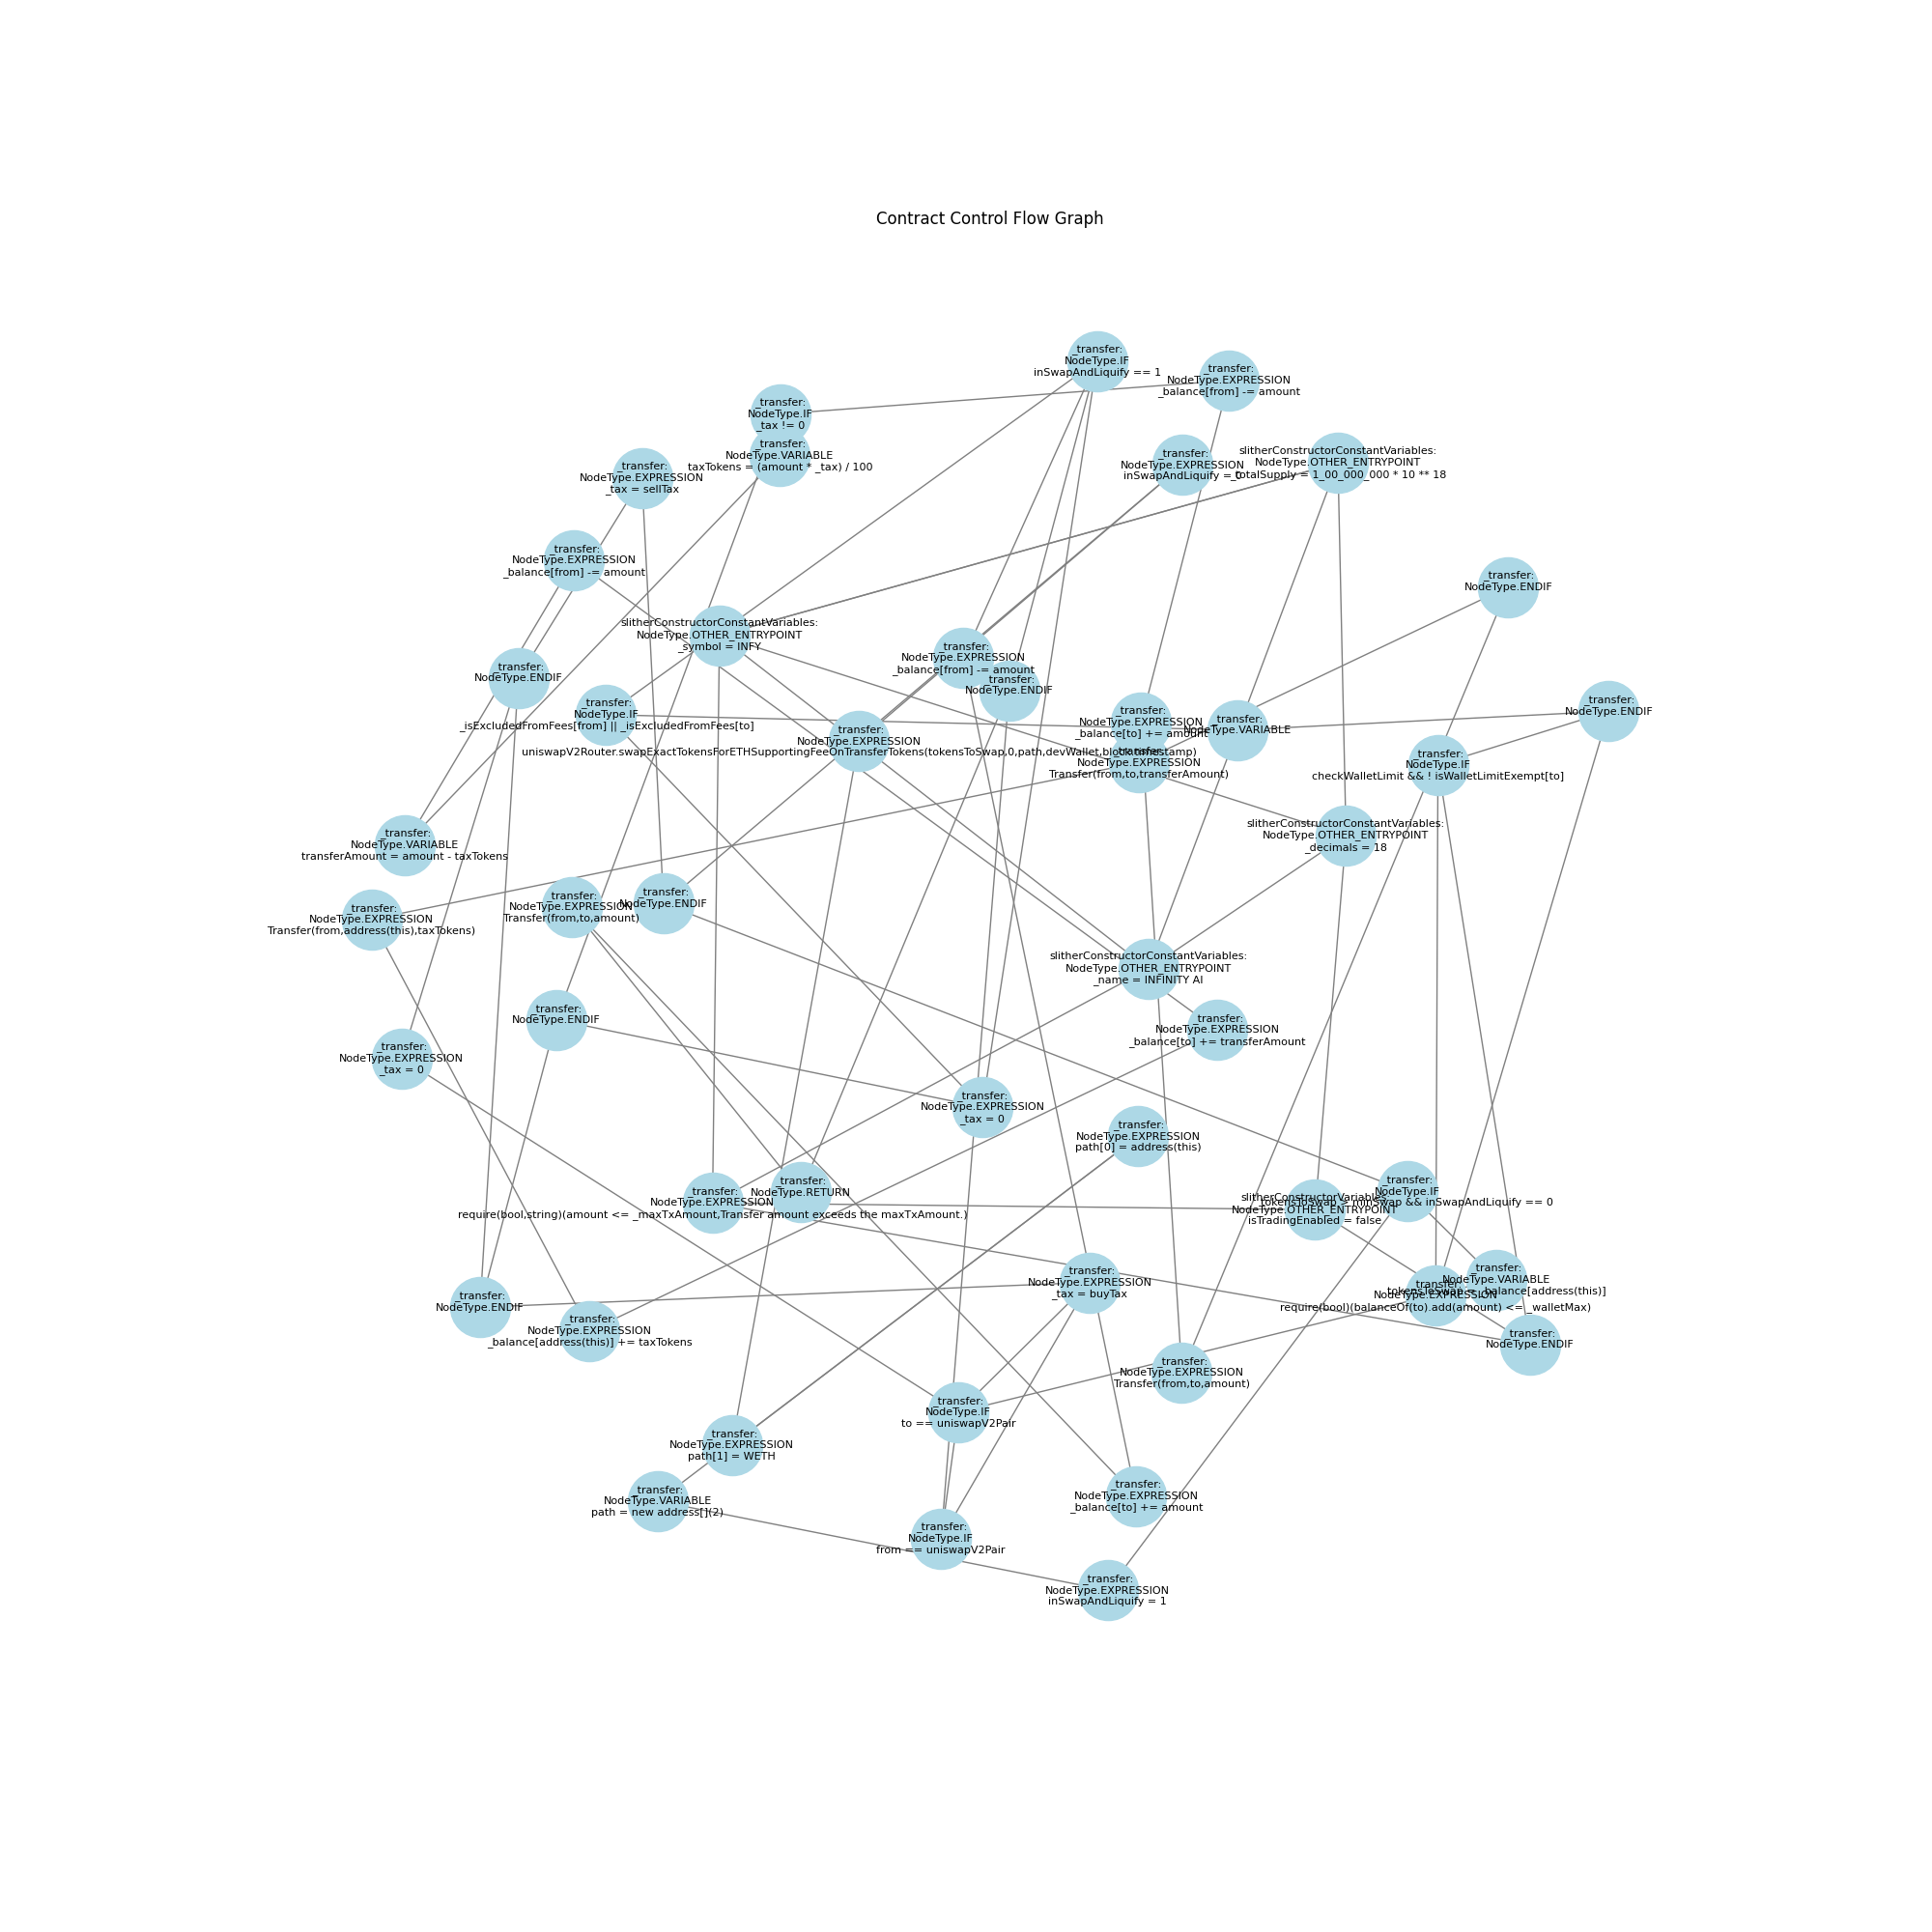 Contract Control Flow Graph
_transfer:
NodeType.IF
inSwapAndLiquify == 1
_transfer:
NodeType.EXPRESSION
_balance[from] -= amount
_transfer:
NodeType.IF
_tax != 0
_transfer:
NodeType.VARIABLE
taxTokens = (amount * _tax) / 100
_transfer:
NodeType.EXPRESSION
inSwapAndLiquify = 0
slitherConstructorConstantVariables:
NodeType.OTHER_ENTRYPOINT
_totalSupply = 1_00_000_000 * 10 ** 18
_transfer:
NodeType.EXPRESSION
_tax = sellTax
_transfer:
NodeType.EXPRESSION
_balance[from] -= amount
_transfer:
NodeType.ENDIF
slitherConstructorConstantVariables:
NodeType.OTHER_ENTRYPOINT
_symbol = INFY
_transfer:
NodeType.EXPRESSION
_balance[from] -= amount
_transfer:
NodeType.ENDIF
_transfer:
NodeType.ENDIF
_transfer:
NodeType.IF
_isExcludedFromFees[from] || _isExcludedFromFees[to]
_transfer:
NodeType.EXPRESSION
_balance[to] += amount
_transfer:
NodeType.VARIABLE
_transfer:
NodeType.ENDIF
_transfer:
NodeType.EXPRESSION
uniswapV2Router.swapExactTokensForETHSupportingFeeOnTransferTokens(tokensToSwap,0,path,devWallet,block.timestamp)
_transfer:
NodeType.EXPRESSION
Transfer(from,to,transferAmount)
_transfer:
NodeType.IF
checkWalletLimit && ! isWalletLimitExempt[to]
slitherConstructorConstantVariables:
NodeType.OTHER_ENTRYPOINT
_decimals = 18
_transfer:
NodeType.VARIABLE
transferAmount = amount - taxTokens
_transfer:
NodeType.EXPRESSION
Transfer(from,address(this),taxTokens)
_transfer:
NodeType.EXPRESSION
Transfer(from,to,amount)
_transfer:
NodeType.ENDIF
slitherConstructorConstantVariables:
NodeType.OTHER_ENTRYPOINT
_name = INFINITY AI
_transfer:
NodeType.ENDIF
_transfer:
NodeType.EXPRESSION
_balance[to] += transferAmount
_transfer:
NodeType.EXPRESSION
_tax = 0
_transfer:
NodeType.EXPRESSION
_tax = 0
_transfer:
NodeType.EXPRESSION
path[0] = address(this)
_transfer:
NodeType.EXPRESSION
require(bool,string)(amount <= _maxTxAmount,Transfer amount exceeds the maxTxAmount.)
_transfer:
NodeType.RETURN
slitherConstructorVariables:
NodeType.OTHER_ENTRYPOINT
isTradingEnabled = false
_transfer:
NodeType.IF
tokensToSwap > minSwap && inSwapAndLiquify == 0
_transfer:
NodeType.EXPRESSION
_tax = buyTax
_transfer:
NodeType.VARIABLE
tokensToSwap = _balance[address(this)]
_transfer:
NodeType.EXPRESSION
require(bool)(balanceOf(to).add(amount) <= _walletMax)
_transfer:
NodeType.ENDIF
_transfer:
NodeType.EXPRESSION
_balance[address(this)] += taxTokens
_transfer:
NodeType.ENDIF
_transfer:
NodeType.EXPRESSION
Transfer(from,to,amount)
_transfer:
NodeType.IF
to == uniswapV2Pair
_transfer:
NodeType.EXPRESSION
path[1] = WETH
_transfer:
NodeType.VARIABLE
path = new address[](2)
_transfer:
NodeType.EXPRESSION
_balance[to] += amount
_transfer:
NodeType.IF
from == uniswapV2Pair
_transfer:
NodeType.EXPRESSION
inSwapAndLiquify = 1